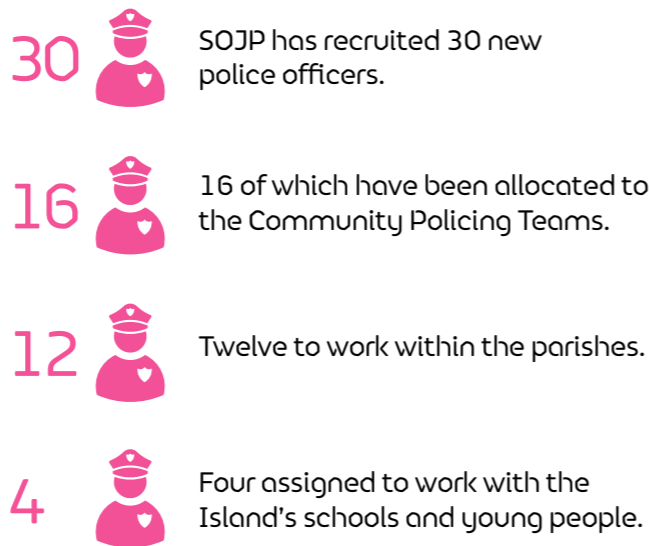 30
SOJP has recruited 30 new
police officers.
16
16 of which have been allocated to
the Community Policing Teams.
12
Twelve to work within the parishes.
4
Four assigned to work with the
Island's schools and young people.